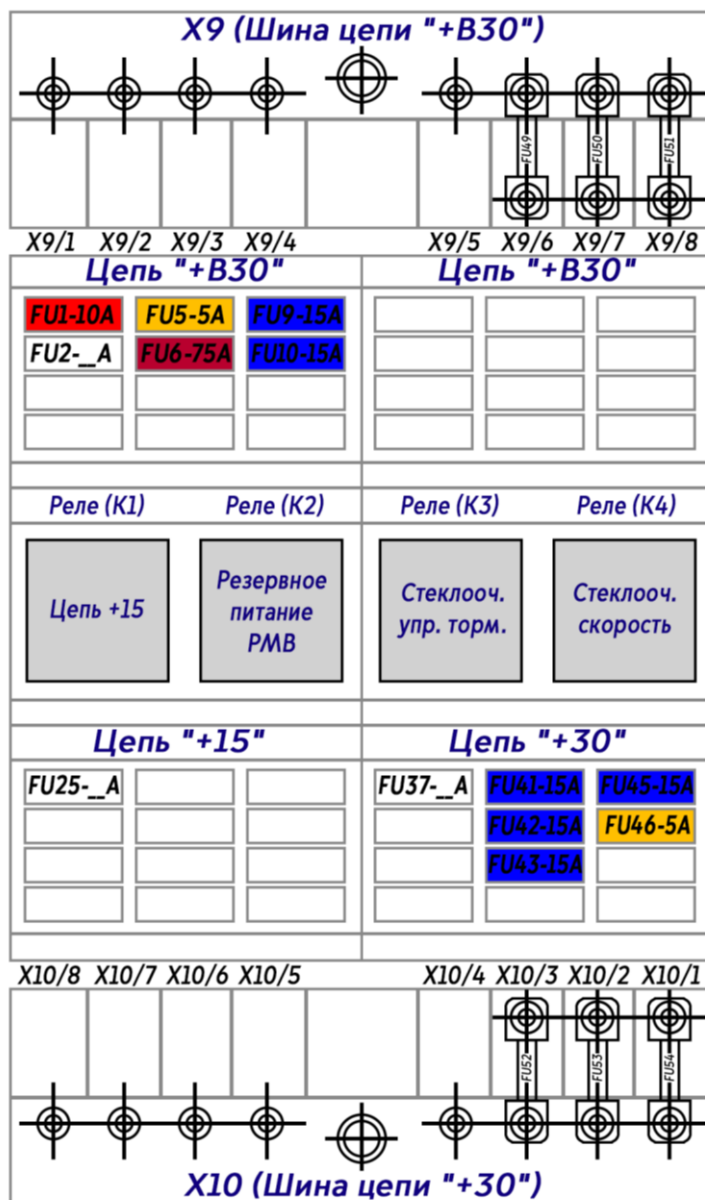 X9 (Шина цепи "+В30")
FU49 FU50 FU51
X9/1 X9/2 X9/3 X9/4 X9/5 X9/6 X9/7 X9/8
Цепь "+В30" Цепь "+В30"
FU1-10A FU5-5A FU9-15A
FU2-__A FU6-75A FU10-15A
Реле (К1) Реле (К2) Реле (К3) Реле (К4)
Цепь +15
Резервное
питание
РМВ
Стеклооч.
упр. торм.
Стеклооч.
скорость
Цепь "+15" Цепь "+30"
FU25-__A FU37-__A FU41-15A FU45-15A
FU42-15A FU46-5A
FU43-15A
X10/8 X10/7 X10/6 X10/5 X10/4 X10/3 X10/2 X10/1
FU52 FU53 FU54
X10 (Шина цепи "+30")